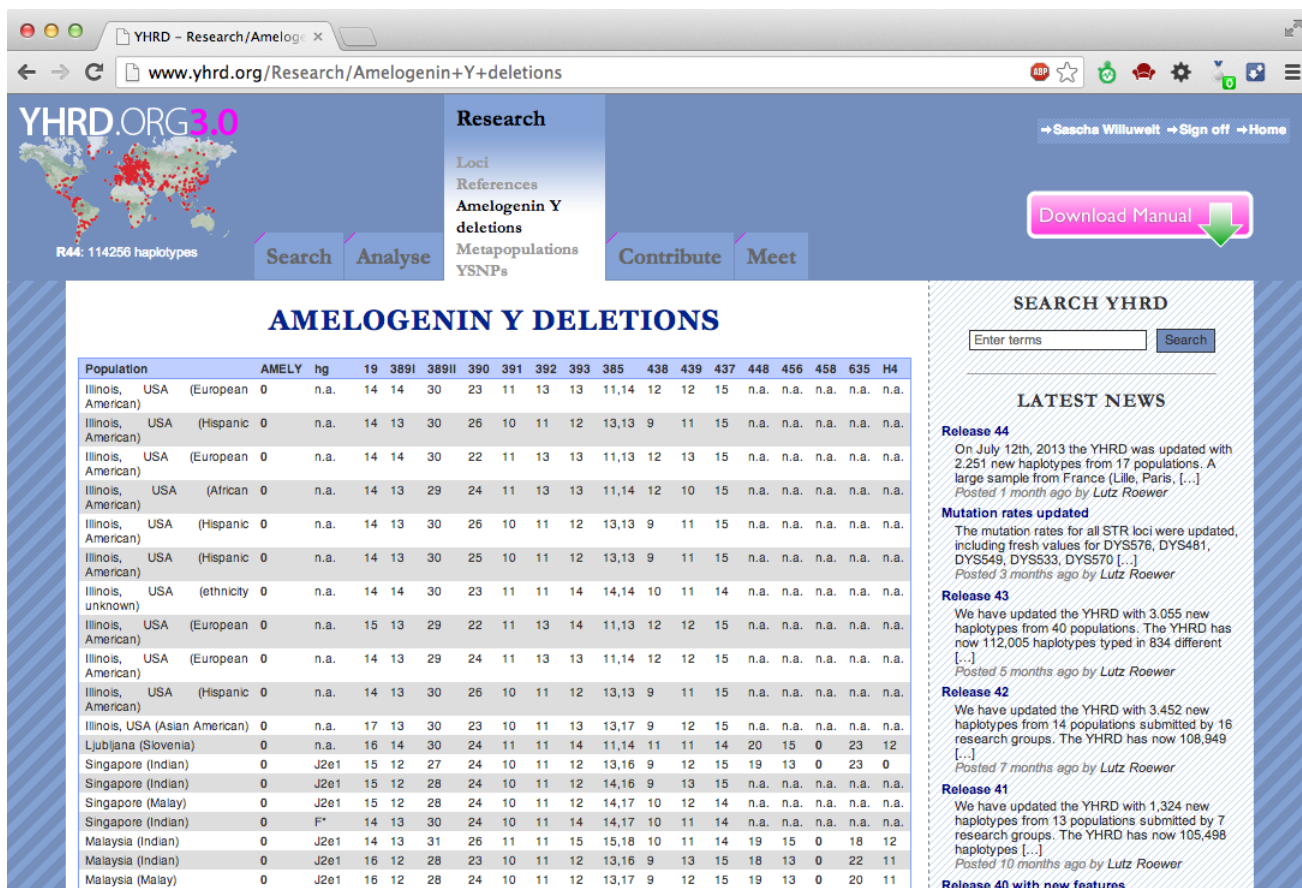 YHRD – Research/Ameloge ×
www.yhrd.org/Research/Amelogenin+Y+deletions
ABP
0
YHRD.ORG3.0
R44: 114256 haplotypes
Search
Analyse
Research
Loci
References
Amelogenin Y
deletions
Metapopulations
YSNPs
Contribute
Meet
→Sascha Willuweit →Sign off →Home
Download Manual
AMELOGENIN Y DELETIONS
Population AMELY hg 19 389I 389II 390 391 392 393 385 438 439 437 448 456 458 635 H4
Illinois, USA (European American) 0 n.a. 14 14 30 23 11 13 13 11,14 12 12 15 n.a. n.a. n.a. n.a. n.a.
Illinois, USA (Hispanic American) 0 n.a. 14 13 30 26 10 11 12 13,13 9 11 15 n.a. n.a. n.a. n.a. n.a.
Illinois, USA (European American) 0 n.a. 14 14 30 22 11 13 13 11,13 12 13 15 n.a. n.a. n.a. n.a. n.a.
Illinois, USA (African American) 0 n.a. 14 13 29 24 11 13 13 11,14 12 10 15 n.a. n.a. n.a. n.a. n.a.
Illinois, USA (Hispanic American) 0 n.a. 14 13 30 26 10 11 12 13,13 9 11 15 n.a. n.a. n.a. n.a. n.a.
Illinois, USA (Hispanic American) 0 n.a. 14 13 30 25 10 11 12 13,13 9 11 15 n.a. n.a. n.a. n.a. n.a.
Illinois, USA (ethnicity unknown) 0 n.a. 14 14 30 23 11 11 14 14,14 10 11 14 n.a. n.a. n.a. n.a. n.a.
Illinois, USA (European American) 0 n.a. 15 13 29 22 11 13 14 11,13 12 12 15 n.a. n.a. n.a. n.a. n.a.
Illinois, USA (European American) 0 n.a. 14 13 29 24 11 13 13 11,14 12 12 15 n.a. n.a. n.a. n.a. n.a.
Illinois, USA (Hispanic American) 0 n.a. 14 13 30 26 10 11 12 13,13 9 11 15 n.a. n.a. n.a. n.a. n.a.
Illinois, USA (Asian American) 0 n.a. 17 13 30 23 10 11 13 13,17 9 12 15 n.a. n.a. n.a. n.a. n.a.
Ljubljana (Slovenia) 0 n.a. 16 14 30 24 11 11 14 11,14 11 11 14 20 15 0 23 12
Singapore (Indian) 0 J2e1 15 12 27 24 10 11 12 13,16 9 12 15 19 13 0 23 0
Singapore (Indian) 0 J2e1 15 12 28 24 10 11 12 14,16 9 13 15 n.a. n.a. n.a. n.a. n.a.
Singapore (Malay) 0 J2e1 15 12 28 24 10 11 12 14,17 10 12 14 n.a. n.a. n.a. n.a. n.a.
Singapore (Indian) 0 F* 14 13 30 24 10 11 14 14,17 10 11 14 n.a. n.a. n.a. n.a. n.a.
Malaysia (Indian) 0 J2e1 14 13 31 26 11 11 15 15,18 10 11 14 19 15 0 18 12
Malaysia (Indian) 0 J2e1 16 12 28 23 10 11 12 13,16 9 13 15 18 13 0 22 11
Malaysia (Malay) 0 J2e1 16 12 28 24 10 11 12 13,17 9 12 15 19 13 0 20 11
SEARCH YHRD
Enter terms Search
LATEST NEWS
Release 44
On July 12th, 2013 the YHRD was updated with
2.251 new haplotypes from 17 populations. A
large sample from France (Lille, Paris, [...]
Posted 1 month ago by Lutz Roewer
Mutation rates updated
The mutation rates for all STR loci were updated,
including fresh values for DYS576, DYS481,
DYS549, DYS533, DYS570 [...]
Posted 3 months ago by Lutz Roewer
Release 43
We have updated the YHRD with 3.055 new
haplotypes from 40 populations. The YHRD has
now 112,005 haplotypes typed in 834 different
[...]
Posted 5 months ago by Lutz Roewer
Release 42
We have updated the YHRD with 3.452 new
haplotypes from 14 populations submitted by 16
research groups. The YHRD has now 108,949
[...]
Posted 7 months ago by Lutz Roewer
Release 41
We have updated the YHRD with 1,324 new
haplotypes from 13 populations submitted by 7
research groups. The YHRD has now 105,498
haplotypes [...]
Posted 10 months ago by Lutz Roewer
Release 40 with new features